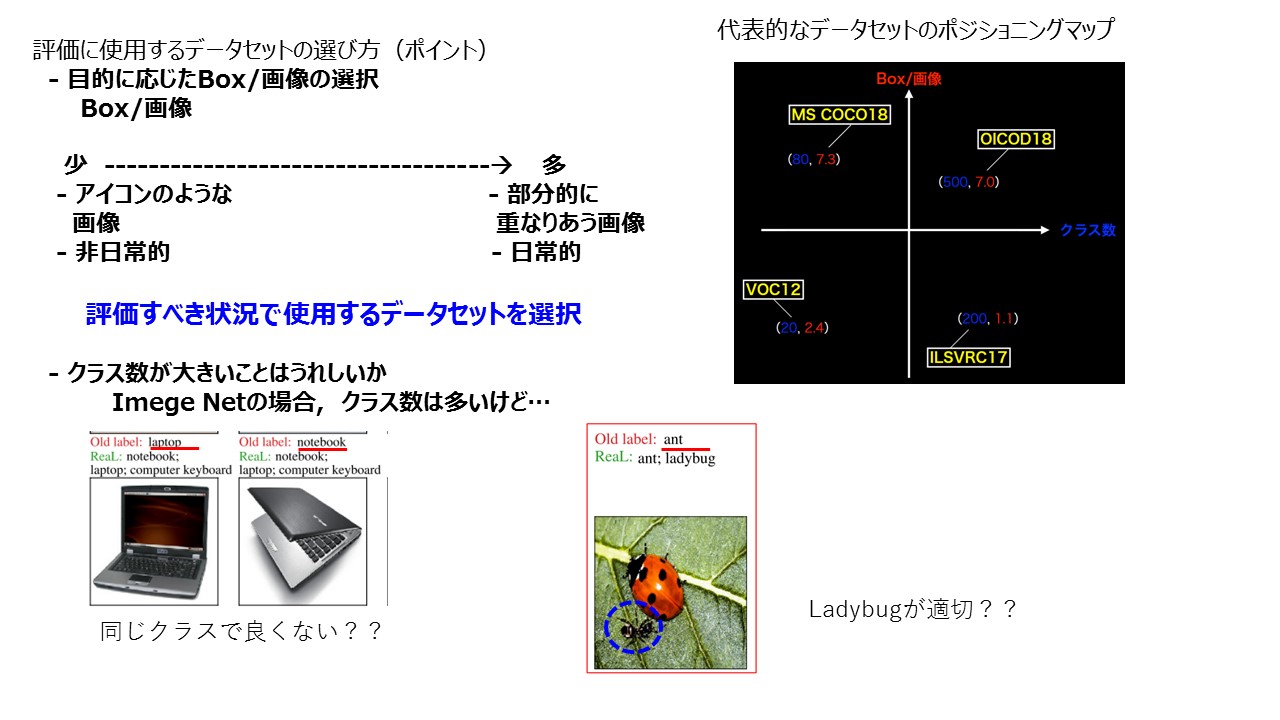 評価に使用するデータセットの選び方（ポイント）
- 目的に応じたBox/画像の選択
Box/画像
少 -----------------------------------→ 多
- アイコンのような
画像
- 非日常的
- 部分的に
重なりあう画像
- 日常的
評価すべき状況で使用するデータセットを選択
- クラス数が大きいことはうれしいか
Imege Netの場合，クラス数は多いけど…
Old label: laptop
ReaL: notebook;
laptop; computer keyboard
Old label: notebook
ReaL: notebook;
laptop; computer keyboard
同じクラスで良くない？？
Old label: ant
ReaL: ant; ladybug
Ladybugが適切？？
代表的なデータセットのポジショニングマップ
Box/画像
MS COCO18
(80, 7.3)
OICOD18
(500, 7.0)
クラス数
VOC12
(20, 2.4)
(200, 1.1)
ILSVRC17